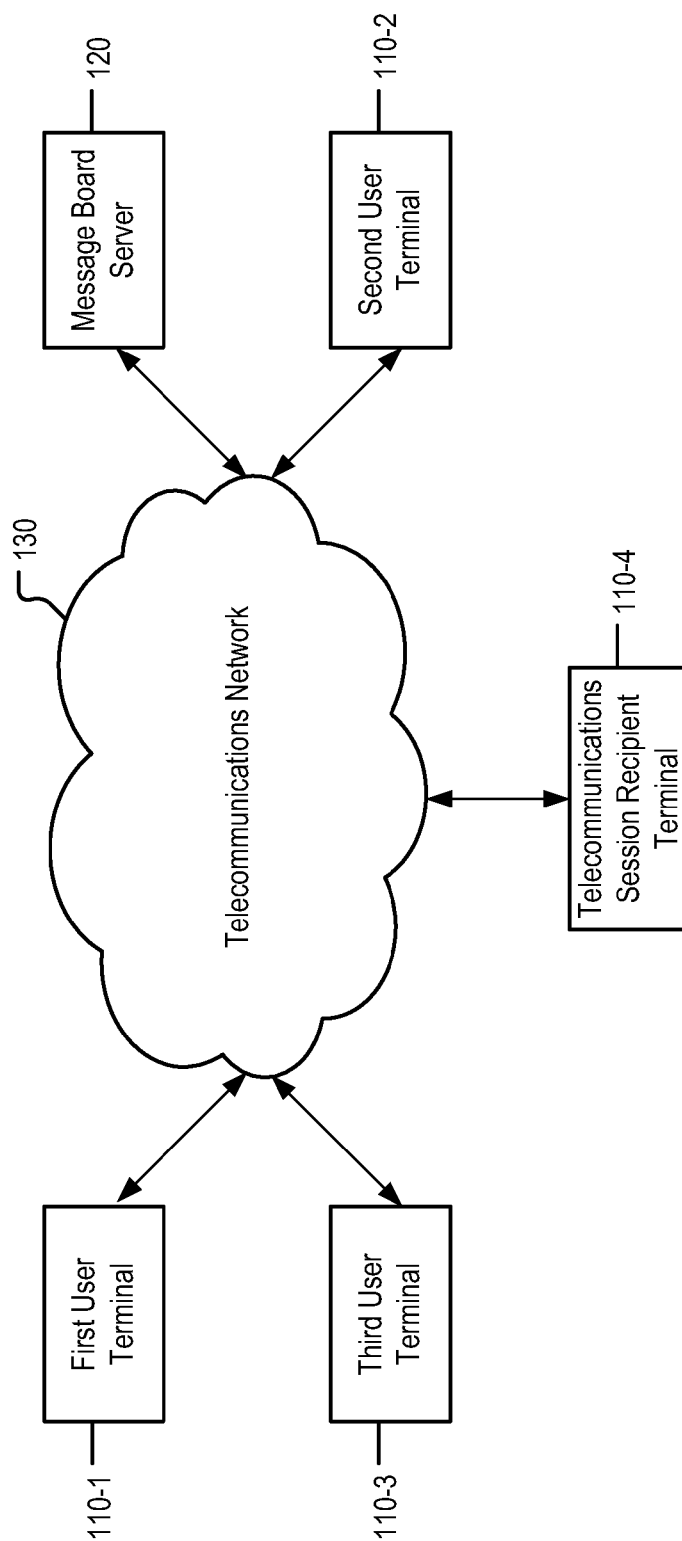 130
First User
Terminal
110-1
Message Board
Server
120
Telecommunications Network
Third User
Terminal
110-3
Second User
Terminal
110-2
Telecommunications
Session Recipient
Terminal
110-4